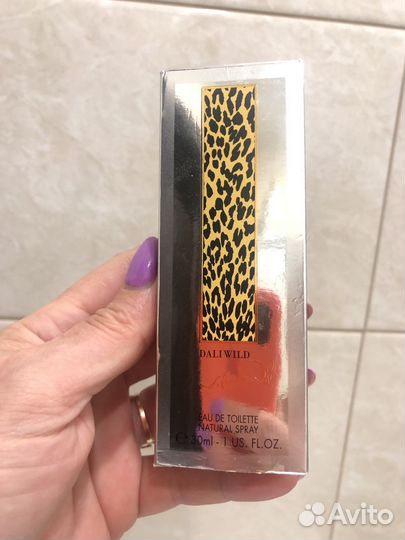 DALI WILD
EAU DE TOILETTE
NATURAL SPRAY
℮ 30ml - 1 US. FL.OZ.
Avito